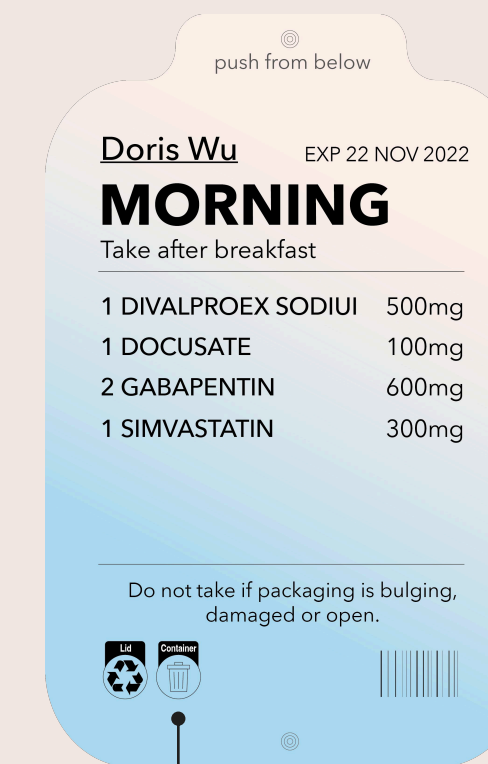 push from below
Doris Wu EXP 22 NOV 2022
MORNING
Take after breakfast
1 DIVALPROEX SODIUI 500mg
1 DOCUSATE 100mg
2 GABAPENTIN 600mg
1 SIMVASTATIN 300mg
Do not take if packaging is bulging,
damaged or open.
Lid Container